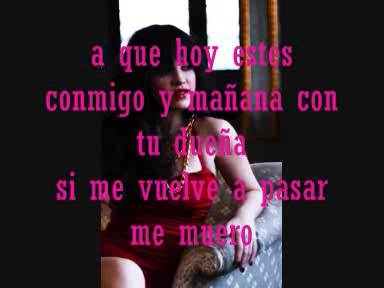 a que hoy estes
conmigo y mañana con
tu dueña
si me vuelve a pasar
me muero